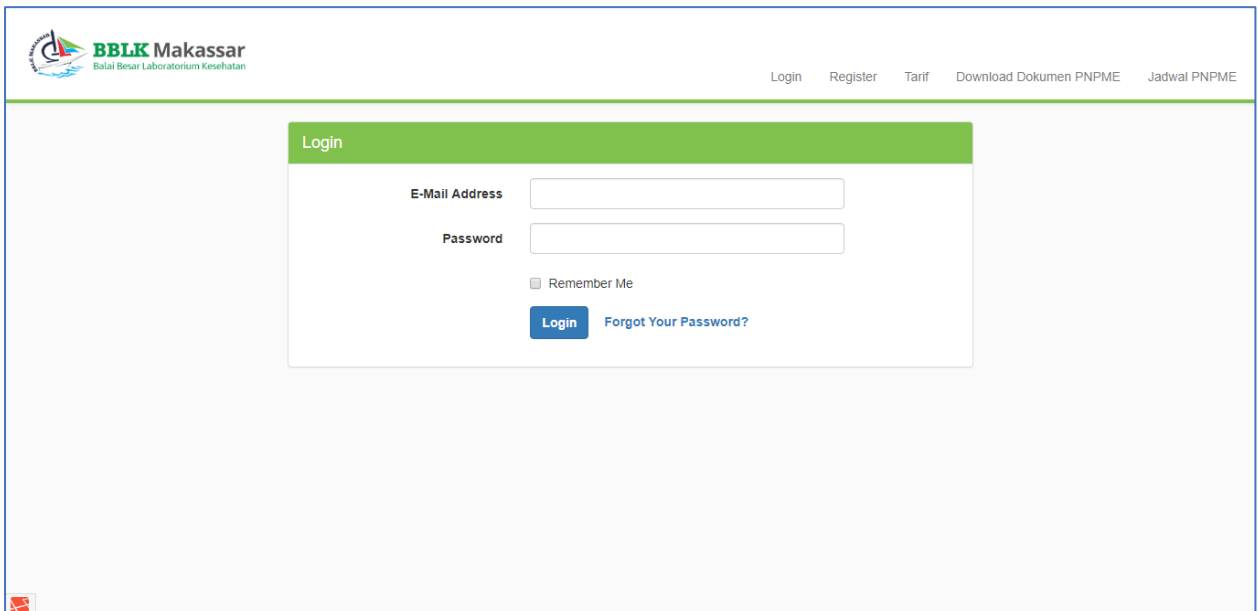 BBLK Makassar
Balai Besar Laboratorium Kesehatan
Login Register Tarif Download Dokumen PNPME Jadwal PNPME
Login
E-Mail Address
Password
Remember Me
Login Forgot Your Password?